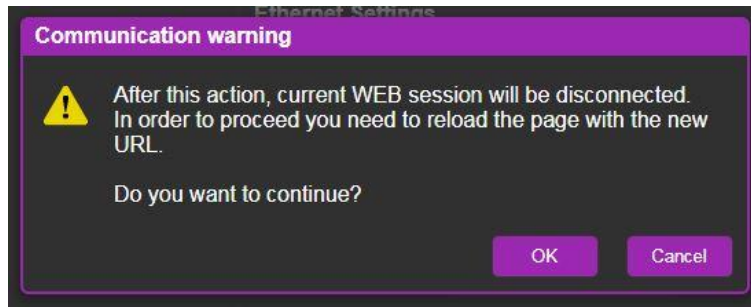 Ethernet Settings
Communication warning
After this action, current WEB session will be disconnected.
In order to proceed you need to reload the page with the new
URL.
Do you want to continue?
OK
Cancel